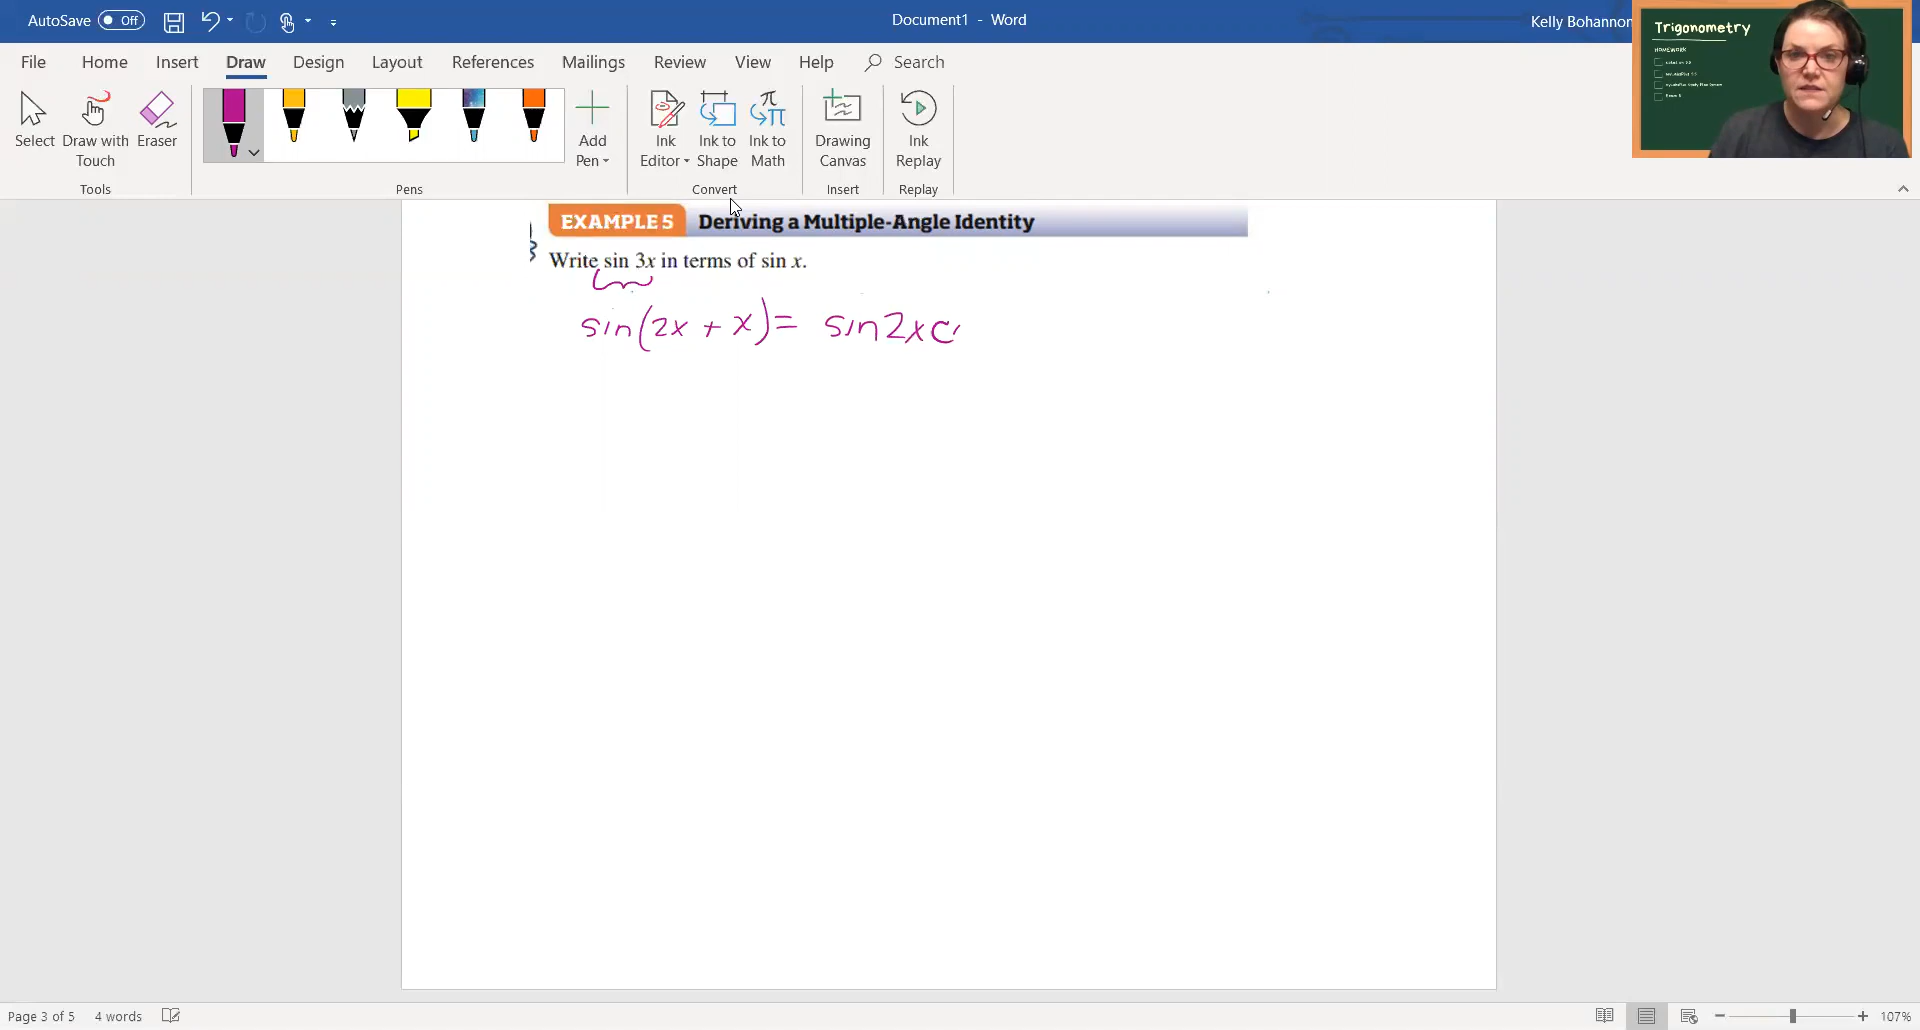 AutoSave Off
Document1 - Word
Kelly Bohannon
File Home Insert Draw Design Layout References Mailings Review View Help Search
Select
Draw with Touch
Eraser
Add Pen
Ink Editor
Ink to Shape
Ink to Math
Drawing Canvas
Ink Replay
Tools Pens Convert Insert Replay
Trigonometry
HOMEWORK
EXAMPLE 5 Deriving a Multiple-Angle Identity
Write sin 3x in terms of sin x.
sin(2x + x) = sin2x c
Page 3 of 5 4 words
107%